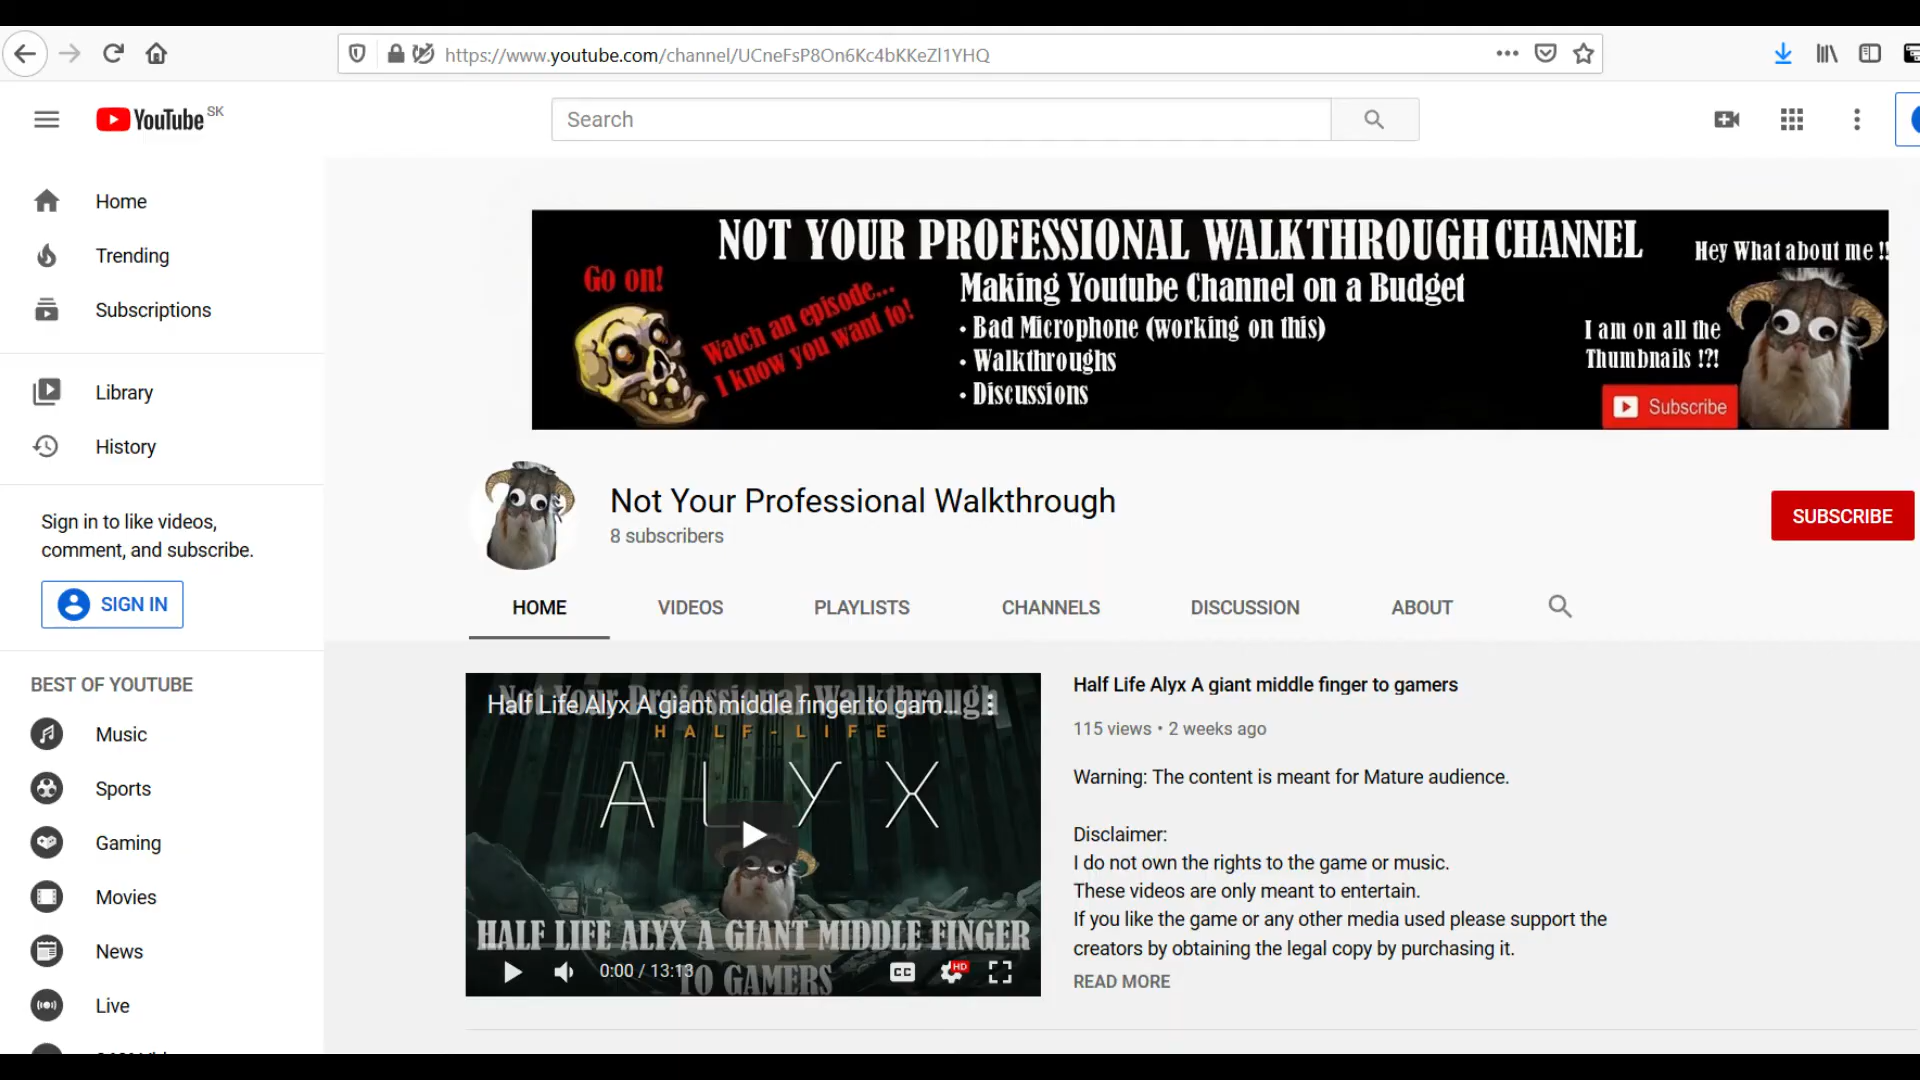 https://www.youtube.com/channel/UCneFsP8On6Kc4bKKeZl1YHQ
YouTube SK
Search
Home
Trending
Subscriptions
Library
History
Sign in to like videos,
comment, and subscribe.
SIGN IN
BEST OF YOUTUBE
Music
Sports
Gaming
Movies
News
Live
NOT YOUR PROFESSIONAL WALKTHROUGH CHANNEL
Hey What about me !!
Go on!
Making Youtube Channel on a Budget
Watch an episode...
I know you want to!
• Bad Microphone (working on this)
• Walkthroughs
• Discussions
I am on all the
Thumbnails !?!
Subscribe
Not Your Professional Walkthrough
8 subscribers
SUBSCRIBE
HOME
VIDEOS
PLAYLISTS
CHANNELS
DISCUSSION
ABOUT
Not Your Professional Walkthrough
Half Life Alyx A giant middle finger to gam...
HALF-LIFE
ALYX
HALF LIFE ALYX A GIANT MIDDLE FINGER
TO GAMERS
0:00 / 13:13
CC
HD
Half Life Alyx A giant middle finger to gamers
115 views • 2 weeks ago
Warning: The content is meant for Mature audience.
Disclaimer:
I do not own the rights to the game or music.
These videos are only meant to entertain.
If you like the game or any other media used please support the
creators by obtaining the legal copy by purchasing it.
READ MORE